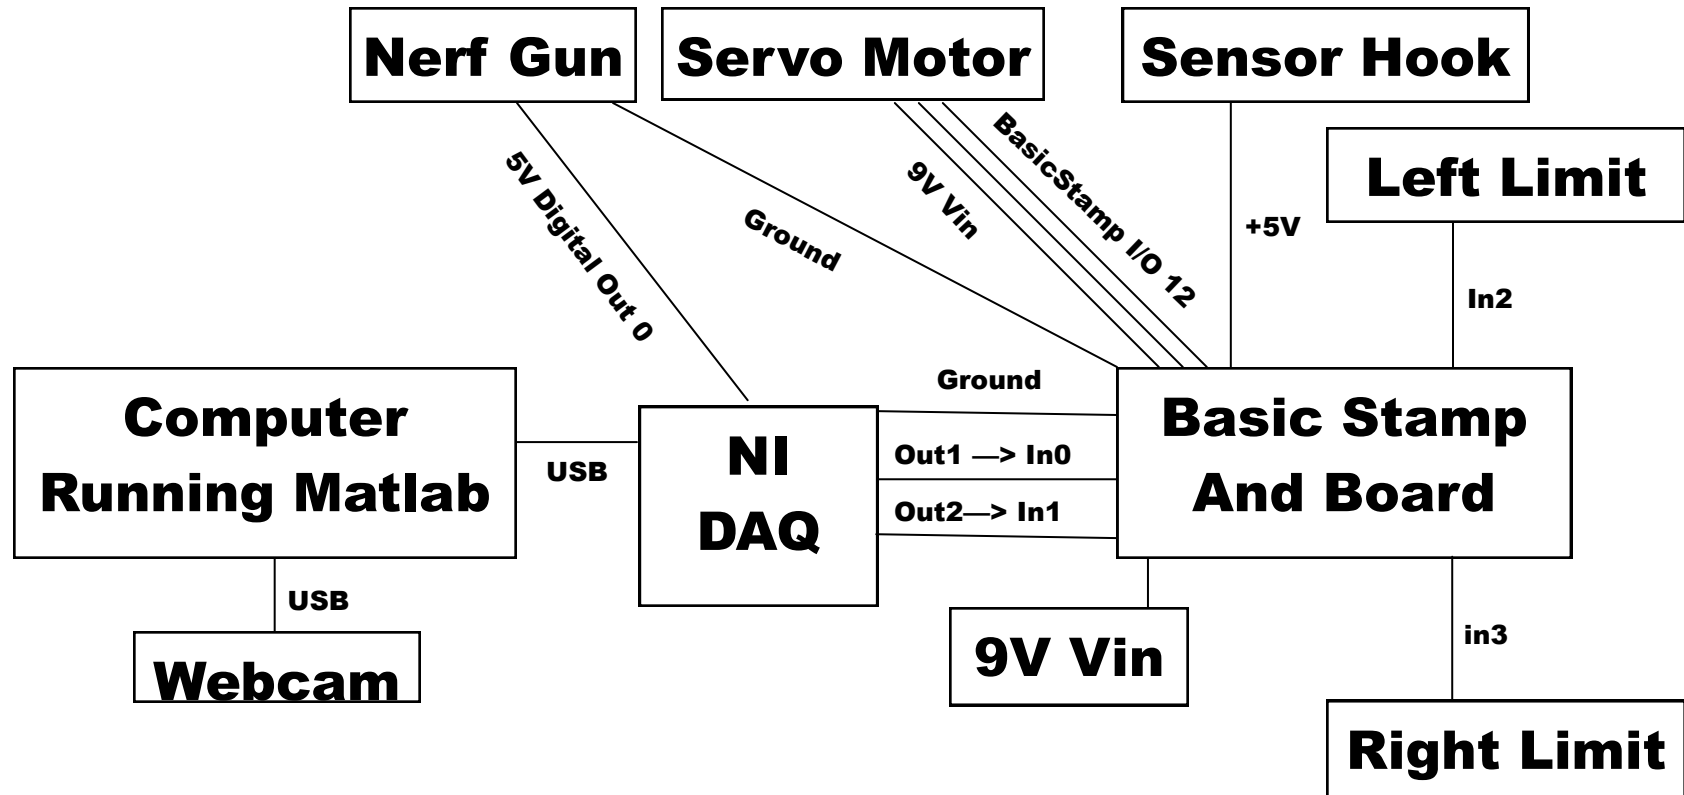 Nerf Gun
Servo Motor
Sensor Hook
Left Limit
5V Digital Out 0
Ground
9V Vin
BasicStamp I/O 12
+5V
In2
Computer
Running Matlab
USB
NI
DAQ
Ground
Out1 —> In0
Out2—> In1
Basic Stamp
And Board
USB
Webcam
9V Vin
in3
Right Limit